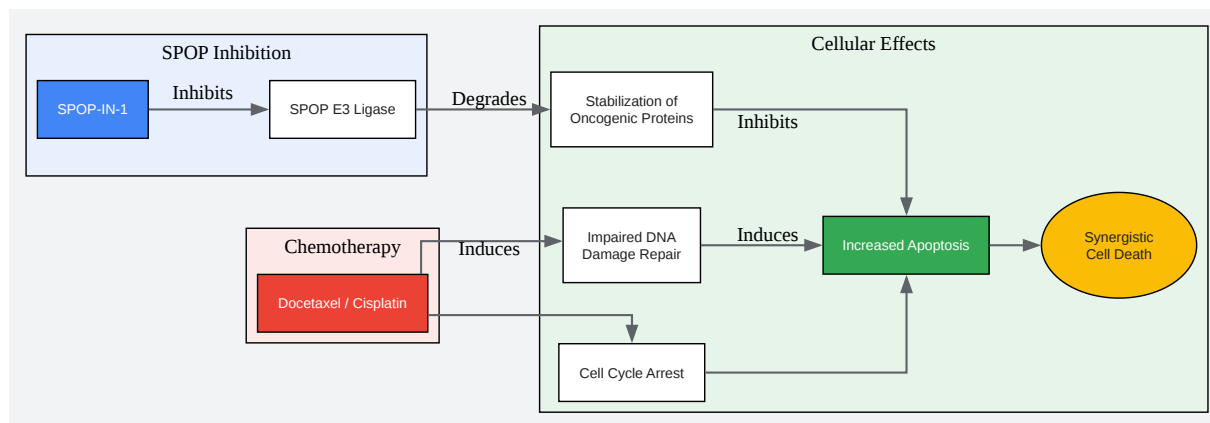 SPOP Inhibition
SPOP-IN-1
Inhibits
SPOP E3 Ligase
Degrades
Cellular Effects
Stabilization of
Oncogenic Proteins
Inhibits
Chemotherapy
Docetaxel / Cisplatin
Induces
Impaired DNA
Damage Repair
Induces
Increased Apoptosis
Synergistic
Cell Death
Cell Cycle Arrest